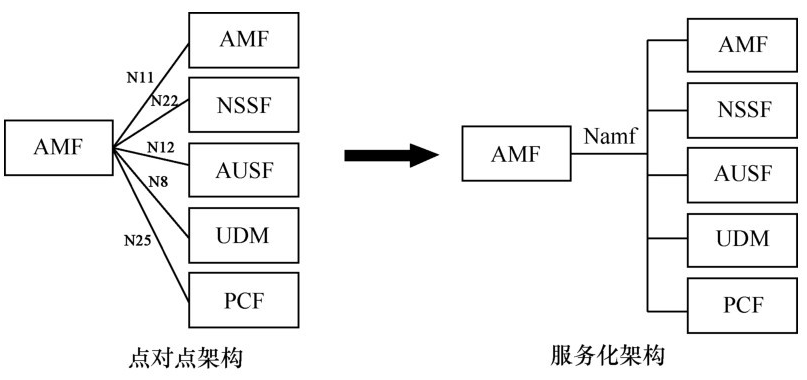 AMF
N11
NSSF
N22
AMF
N12
AUSF
N8
UDM
N25
PCF
点对点架构
AMF
Namf
AMF
NSSF
AUSF
UDM
PCF
服务化架构